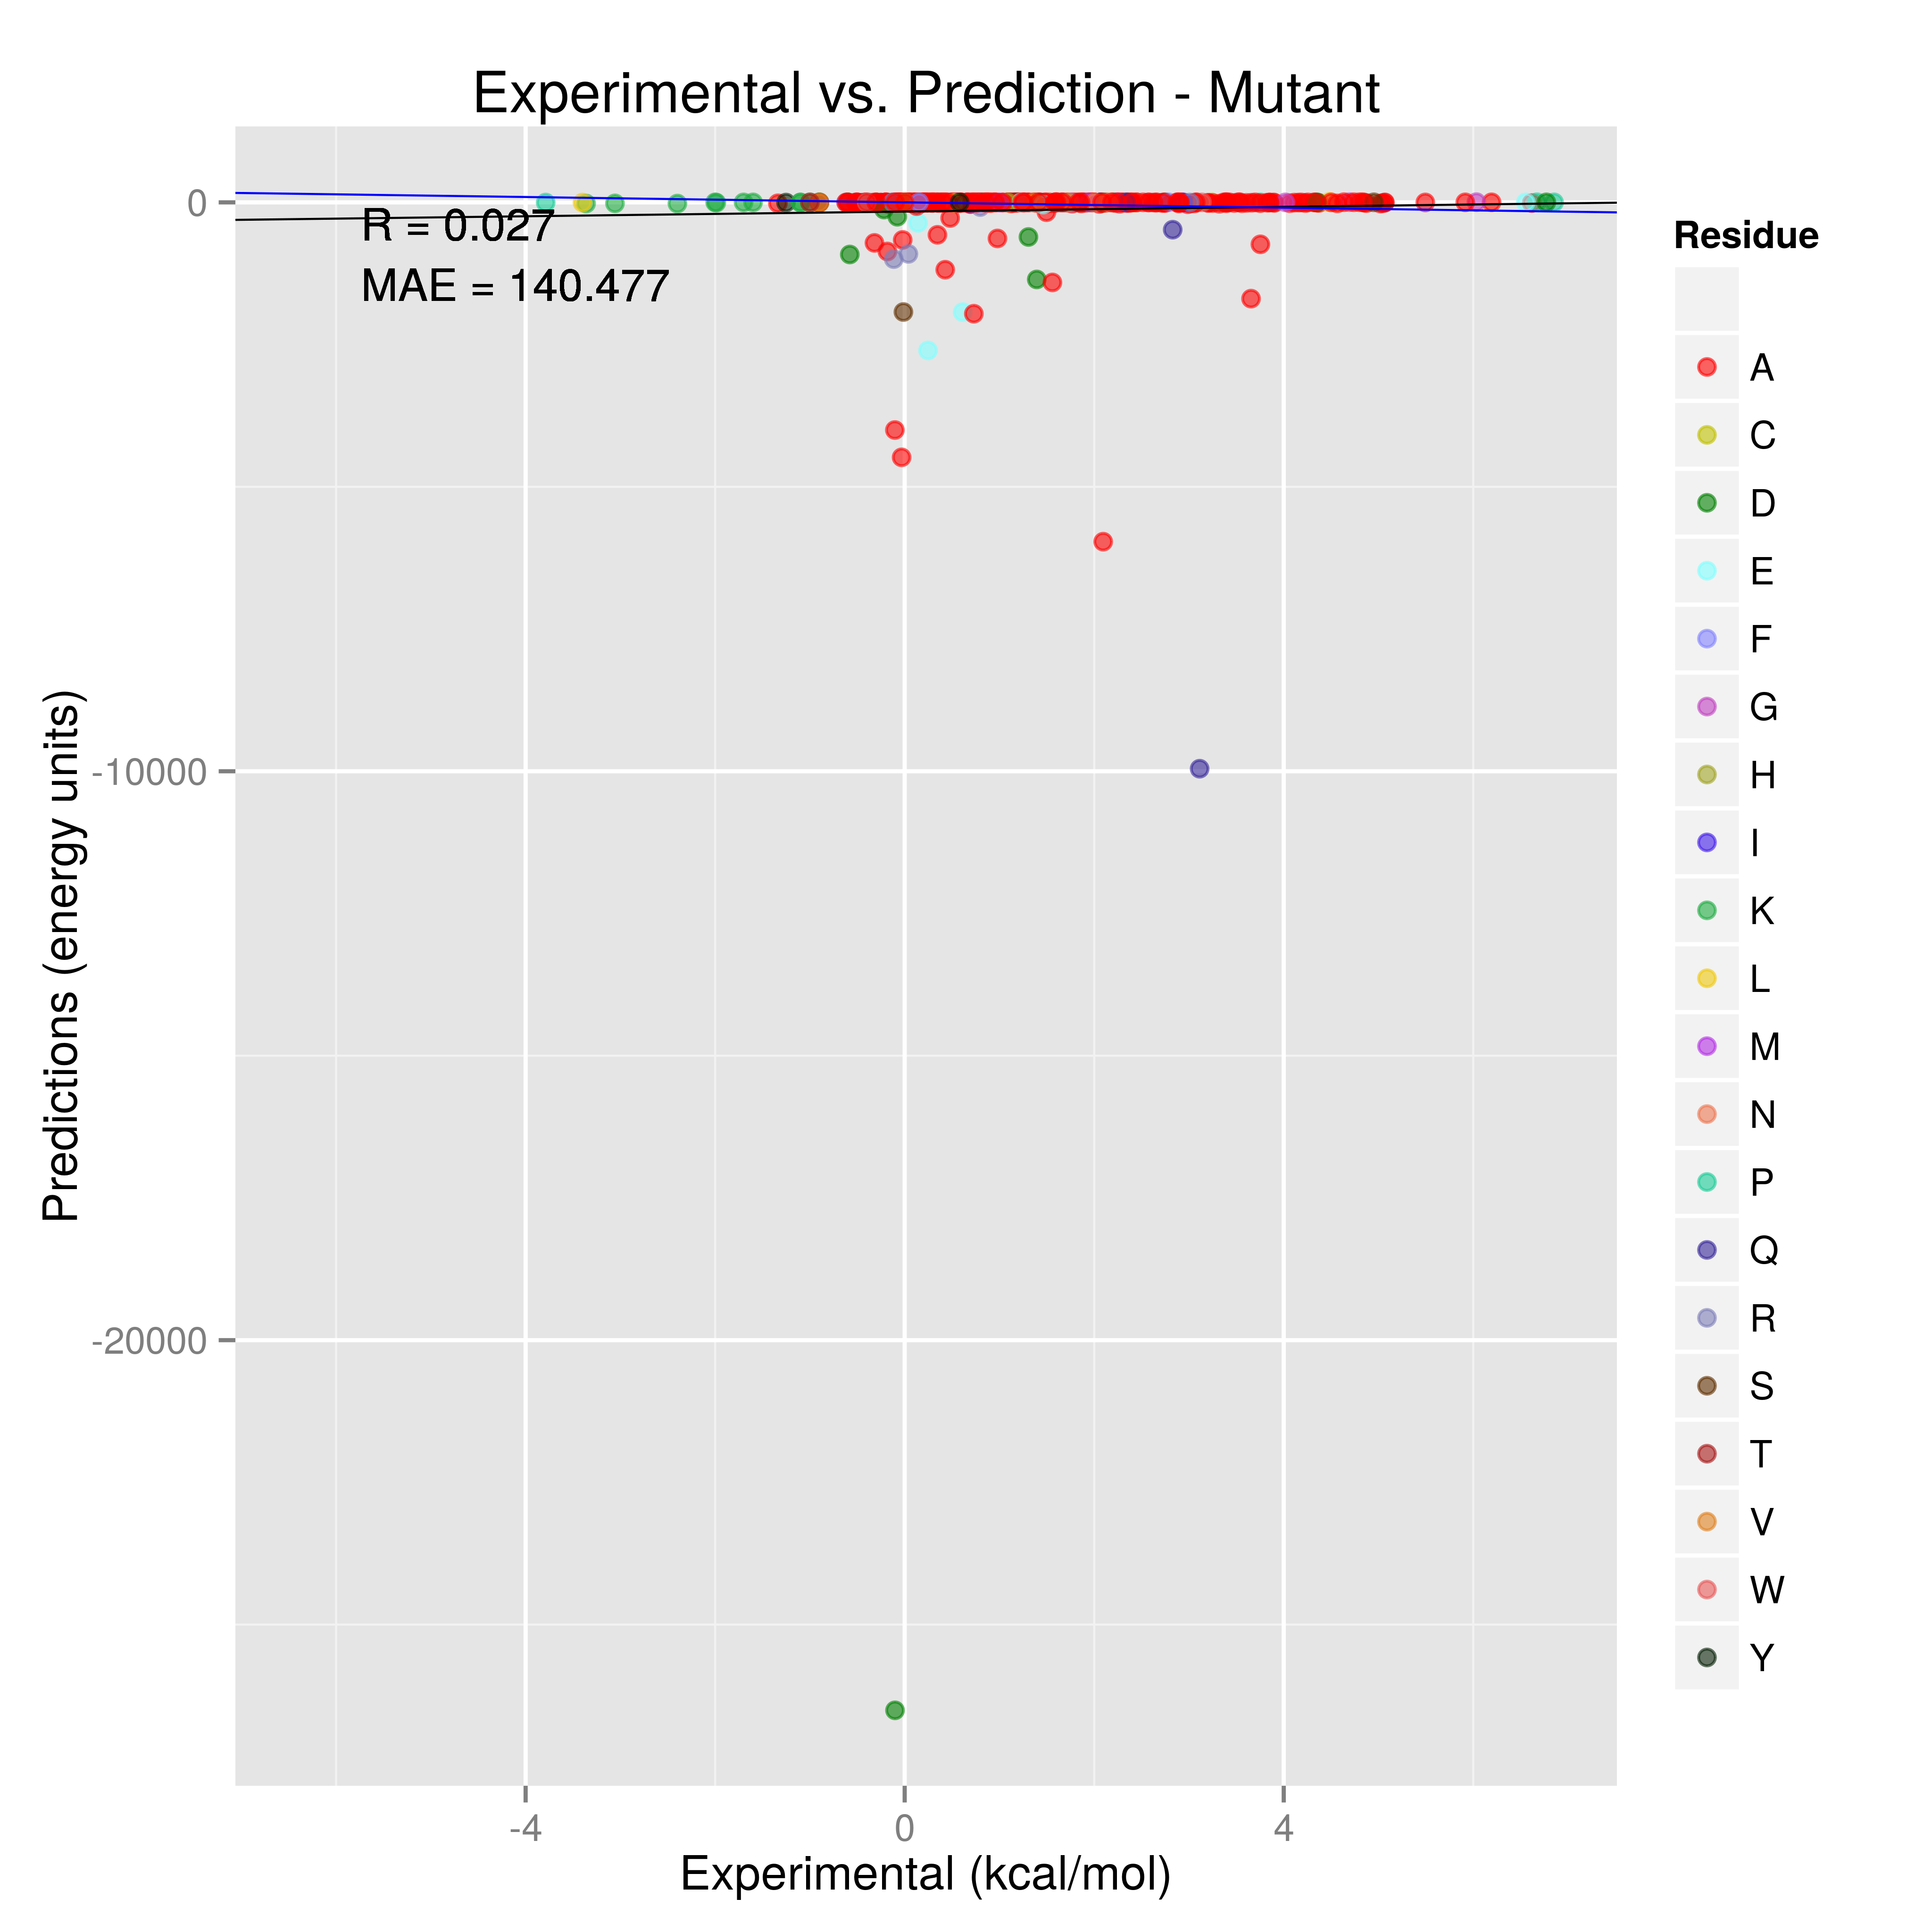 Experimental vs. Prediction - Mutant
R = 0.027
MAE = 140.477
0
-10000
-20000
Predictions (energy units)
-4
0
4
Experimental (kcal/mol)
Residue
A
C
D
E
F
G
H
I
K
L
M
N
P
Q
R
S
T
V
W
Y